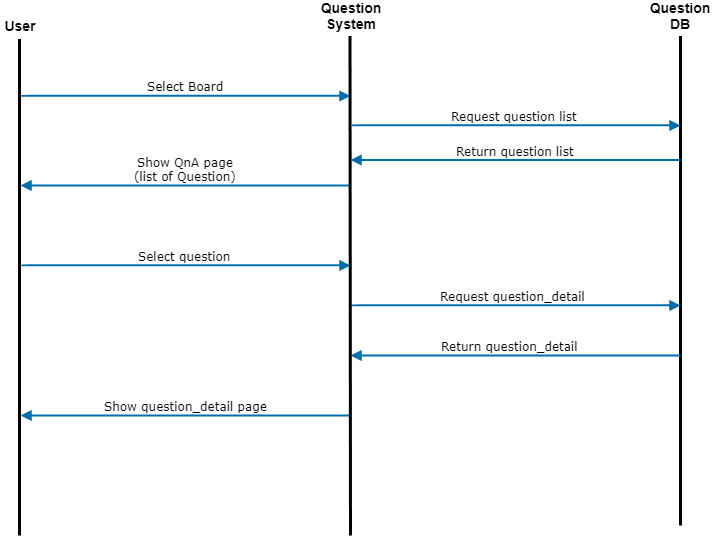 User
Question
System
Question
DB
Select Board
Request question list
Return question list
Show QnA page
(list of Question)
Select question
Request question_detail
Return question_detail
Show question_detail page